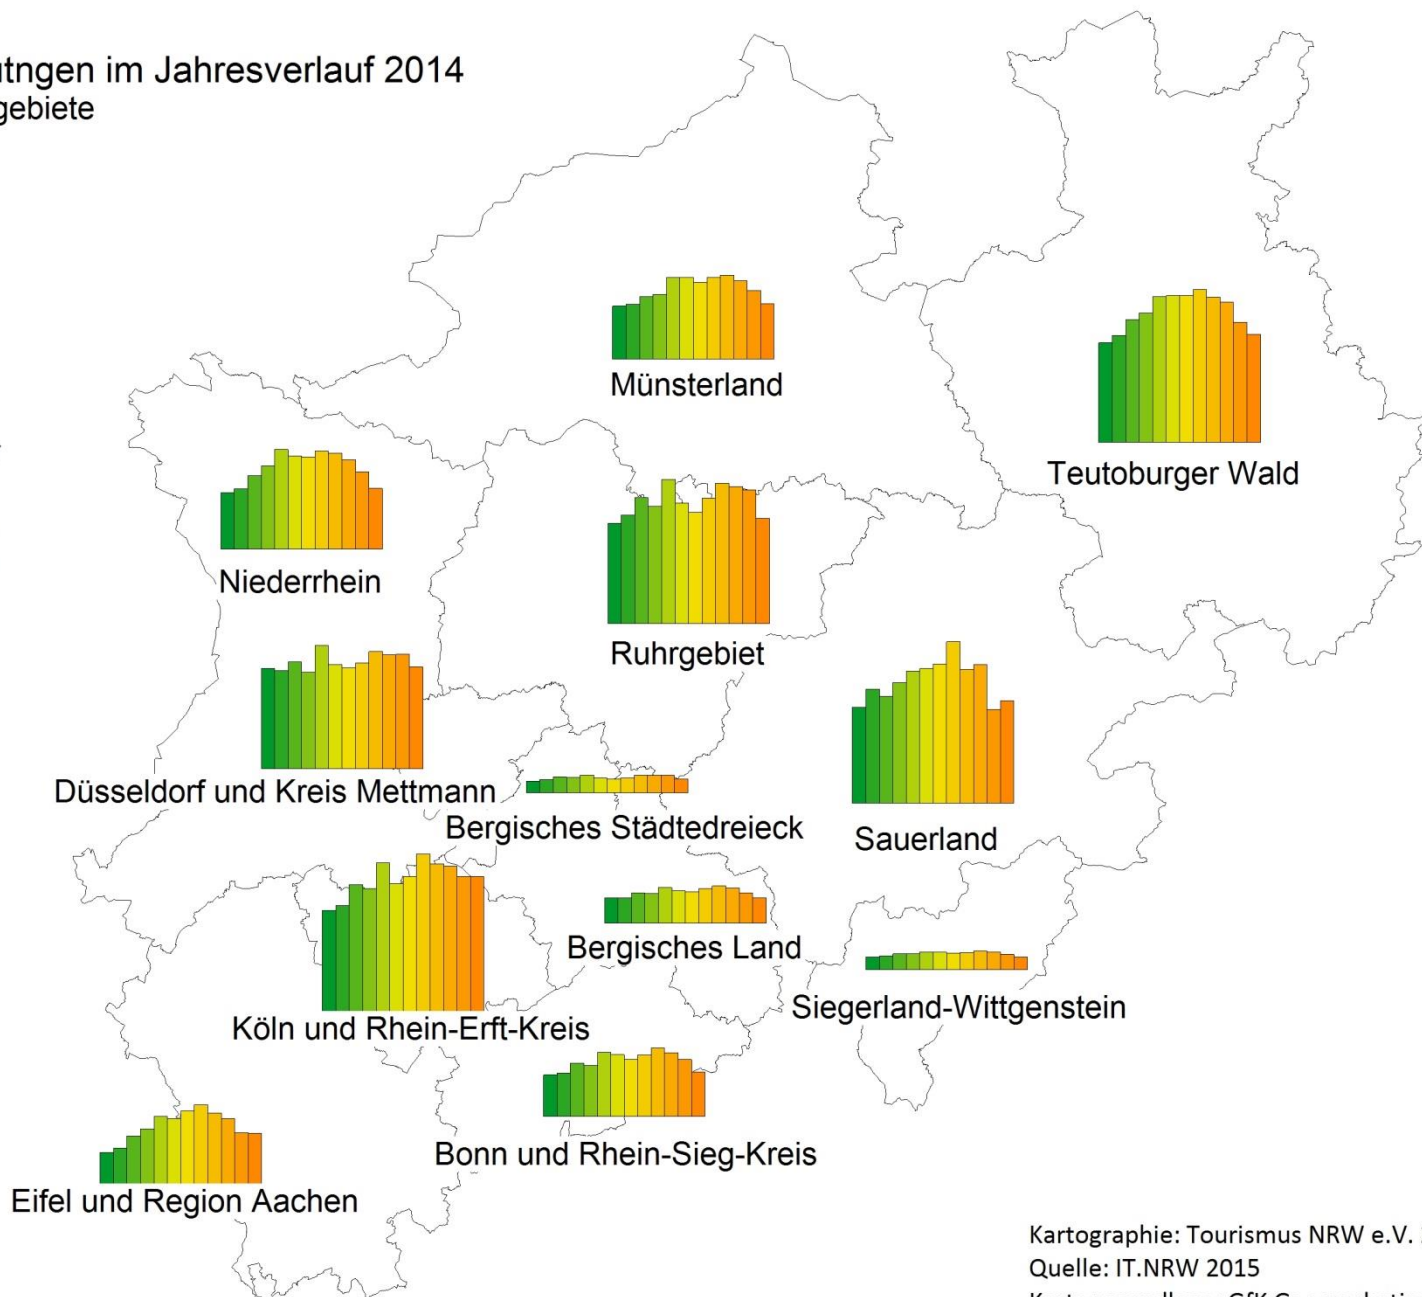 im Jahresverlauf 2014
Münsterland
Teutoburger Wald
Niederrhein
Ruhrgebiet
Düsseldorf und Kreis Mettmann
Bergisches Städtedreieck
Sauerland
Bergisches Land
Siegerland-Wittgenstein
Köln und Rhein-Erft-Kreis
Bonn und Rhein-Sieg-Kreis
Eifel und Region Aachen
Kartographie: Tourismus NRW e.V.
Quelle: IT.NRW 2015